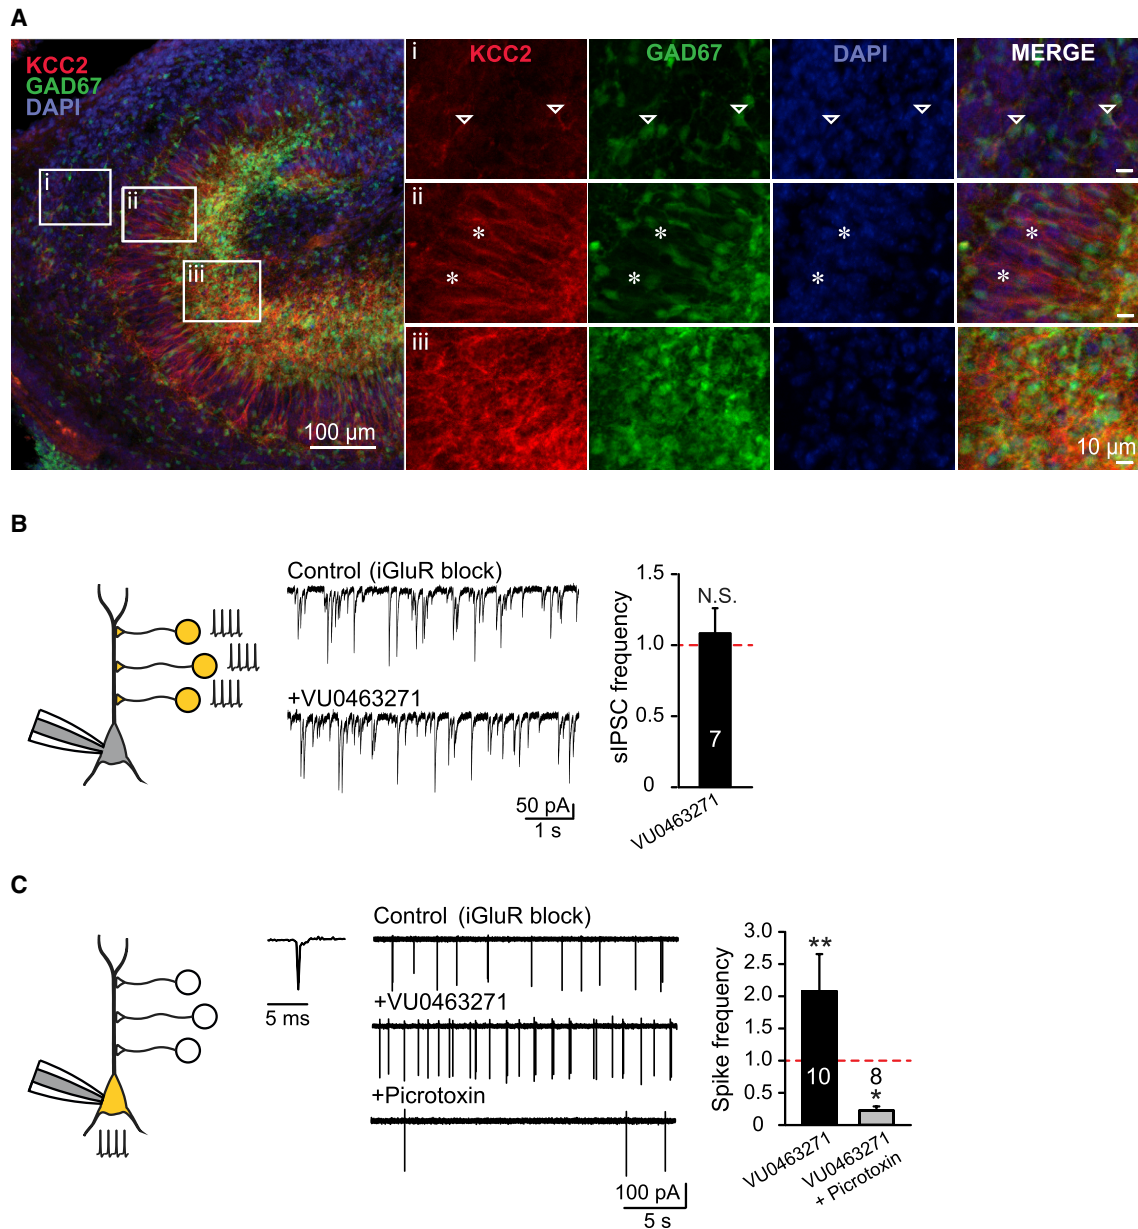 A
KCC2
GAD67
DAPI
i
ii
iii
100 µm
i KCC2 GAD67 DAPI MERGE
ii
* * * *
* * * *
iii
10 µm
B
Control (iGluR block)
+VU0463271
50 pA
1 s
sIPSC frequency
1.5
1.0
0.5
0
N.S.
7
VU0463271
C
5 ms
Control (iGluR block)
+VU0463271
+Picrotoxin
100 pA
5 s
Spike frequency
3.0
2.5
2.0
1.5
1.0
0.5
0
**
10
8
*
VU0463271
VU0463271
+ Picrotoxin